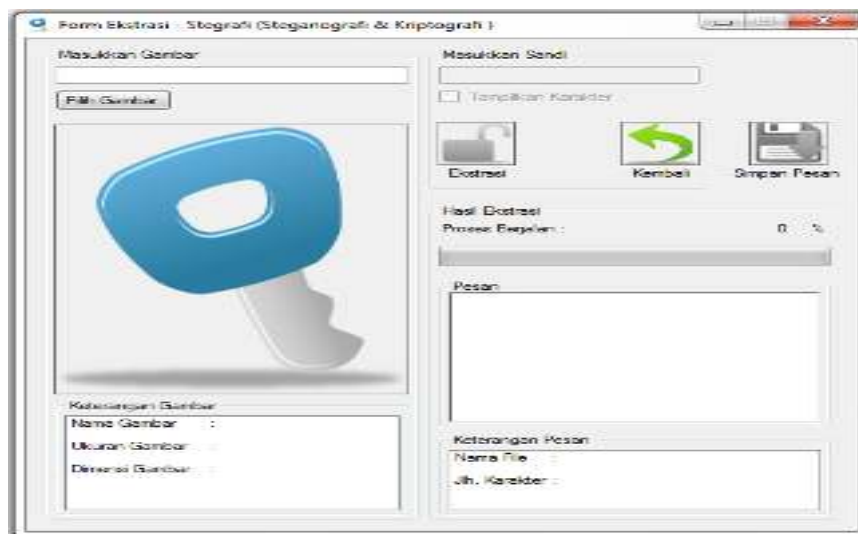 Form Ekstrasi - Stegrafi (Steganografi & Kriptografi )
Masukkan Gambar
Pilih Gambar
Keterangan Gambar
Nama Gambar :
Ukuran Gambar :
Dimensi Gambar :
Masukkan Sandi
Tampilkan Karakter
Ekstrasi
Kembali
Simpan Pesan
Hasil Ekstrasi
Proses Berjalan : 0 %
Pesan
Keterangan Pesan
Nama File :
Jlh. Karakter :